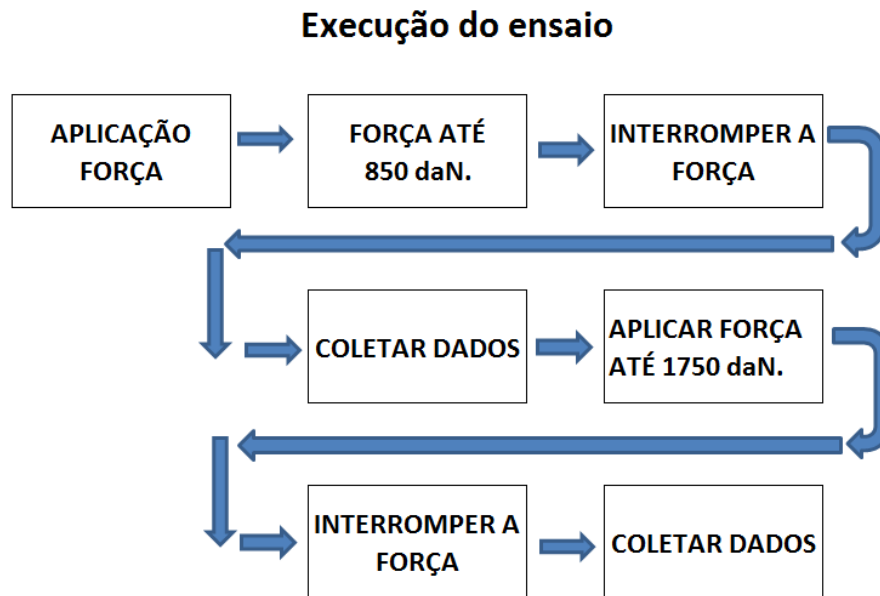 Execução do ensaio
APLICAÇÃO
FORÇA
FORÇA ATÉ
850 daN.
INTERROMPER A
FORÇA
COLETAR DADOS
APLICAR FORÇA
ATÉ 1750 daN.
INTERROMPER A
FORÇA
COLETAR DADOS